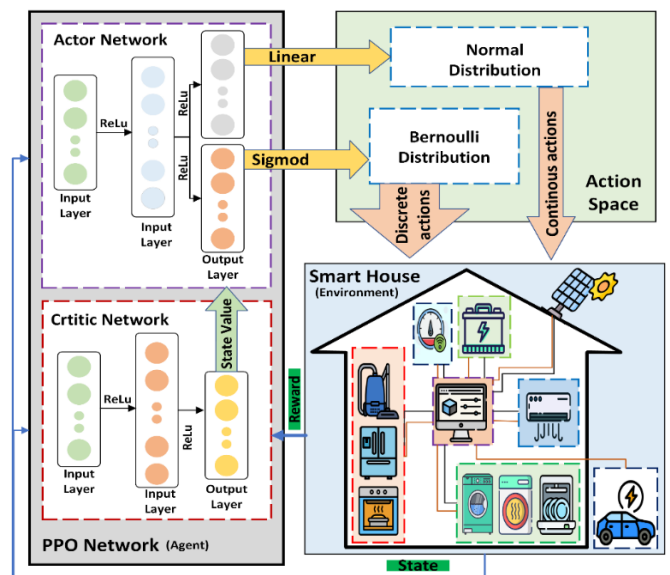 Actor Network
Input
Layer
ReLu
Input
Layer
ReLu
ReLu
Output
Layer
Linear
Sigmod
Normal
Distribution
Bernoulli
Distribution
Action
Space
Discrete
actions
Continous actions
State Value
Crtitic Network
Input
Layer
ReLu
Input
Layer
ReLu
Output
Layer
PPO Network (Agent)
Reward
Smart House
(Environment)
State